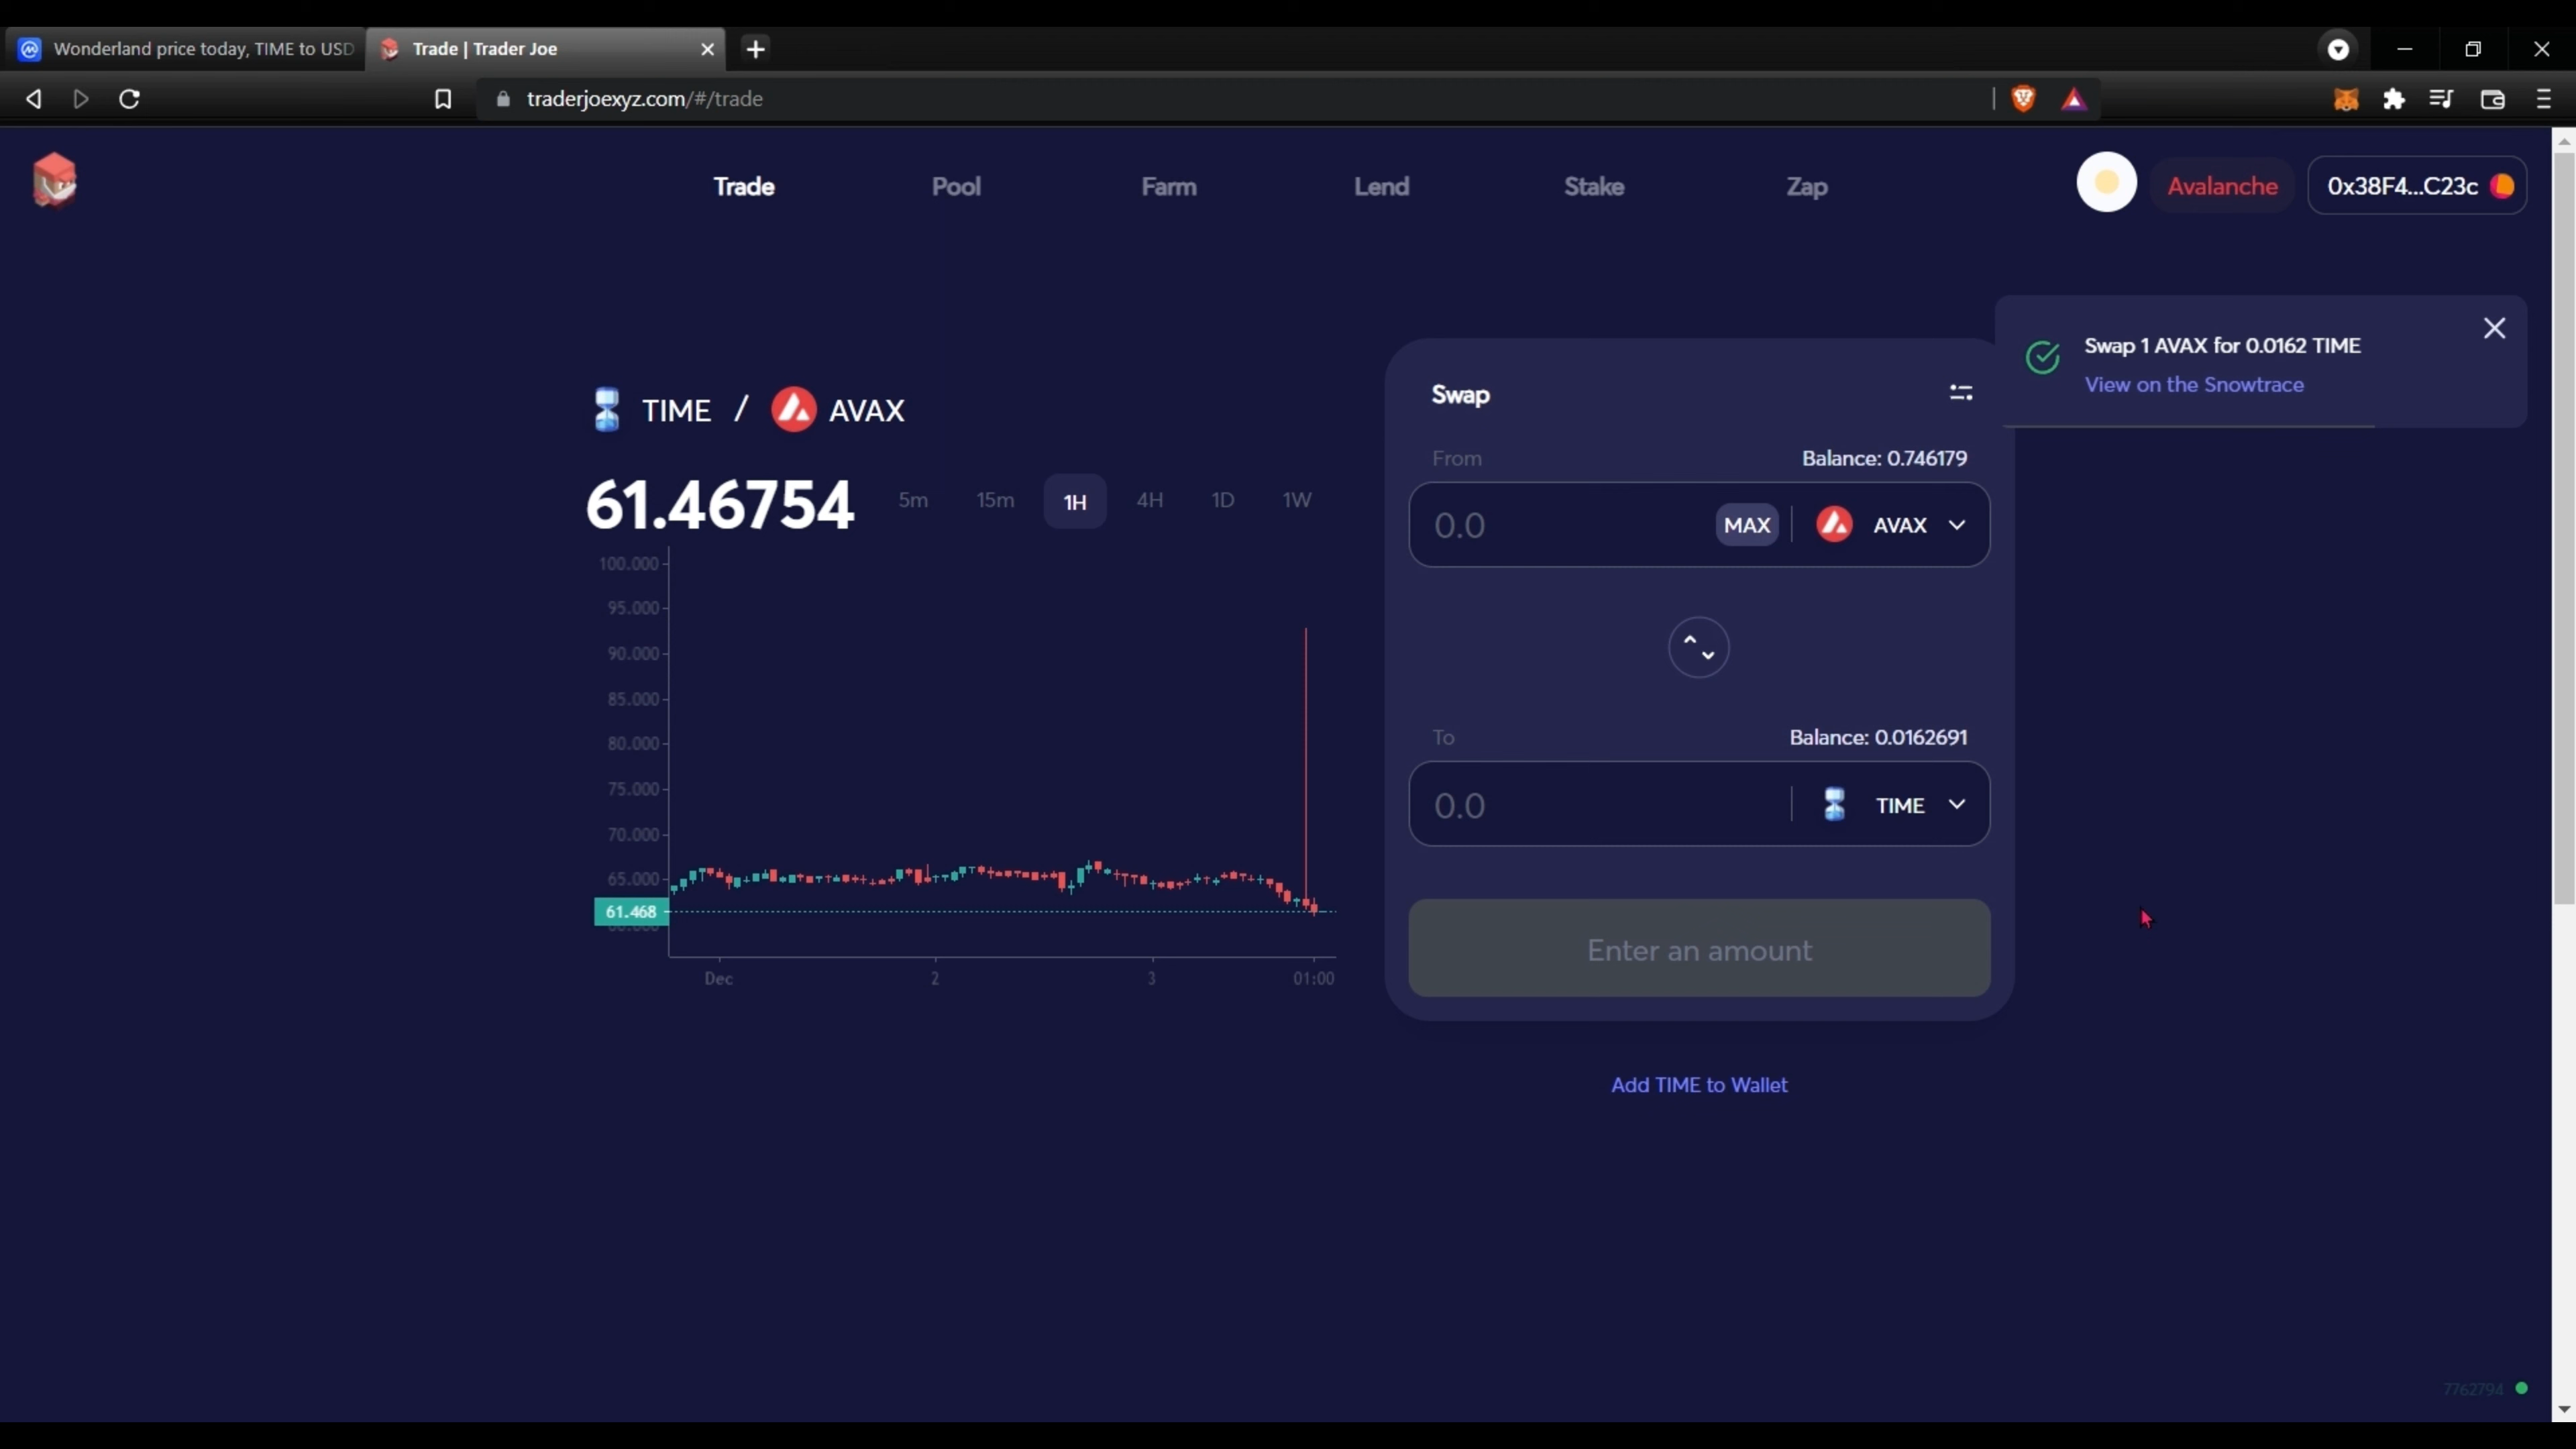 Wonderland price today, TIME to USD
Trade | Trader Joe
traderjoexyz.com/#/trade
Trade
Pool
Farm
Lend
Stake
Zap
Avalanche
0x38F4...C23c
Swap 1 AVAX for 0.0162 TIME
View on the Snowtrace
TIME / AVAX
61.46754
5m
15m
1H
4H
1D
1W
100.000
95.000
90.000
85.000
80.000
75.000
70.000
65.000
61.468
Dec
2
3
01:00
Swap
From
Balance: 0.746179
0.0
MAX
AVAX
To
Balance: 0.0162691
0.0
TIME
Enter an amount
Add TIME to Wallet
7762794